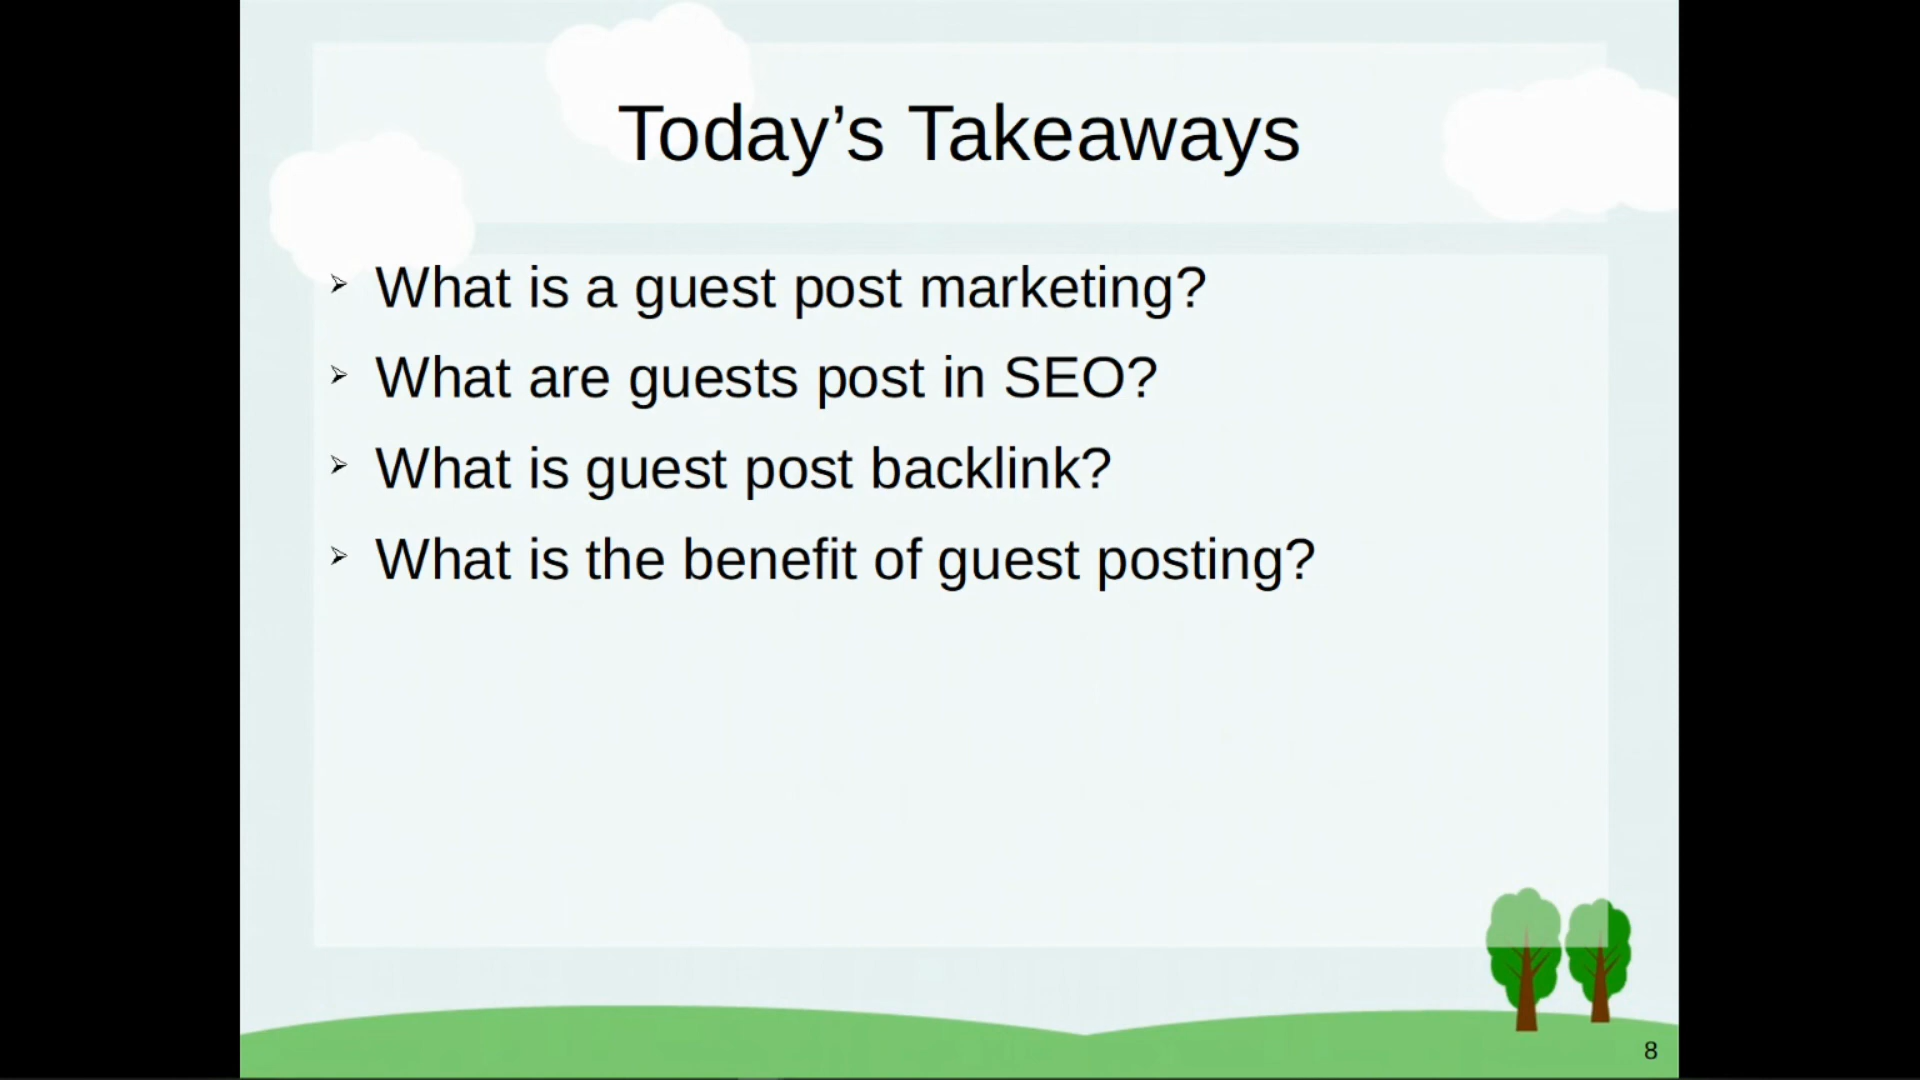 Today’s Takeaways
What is a guest post marketing?
What are guests post in SEO?
What is guest post backlink?
What is the benefit of guest posting?
8